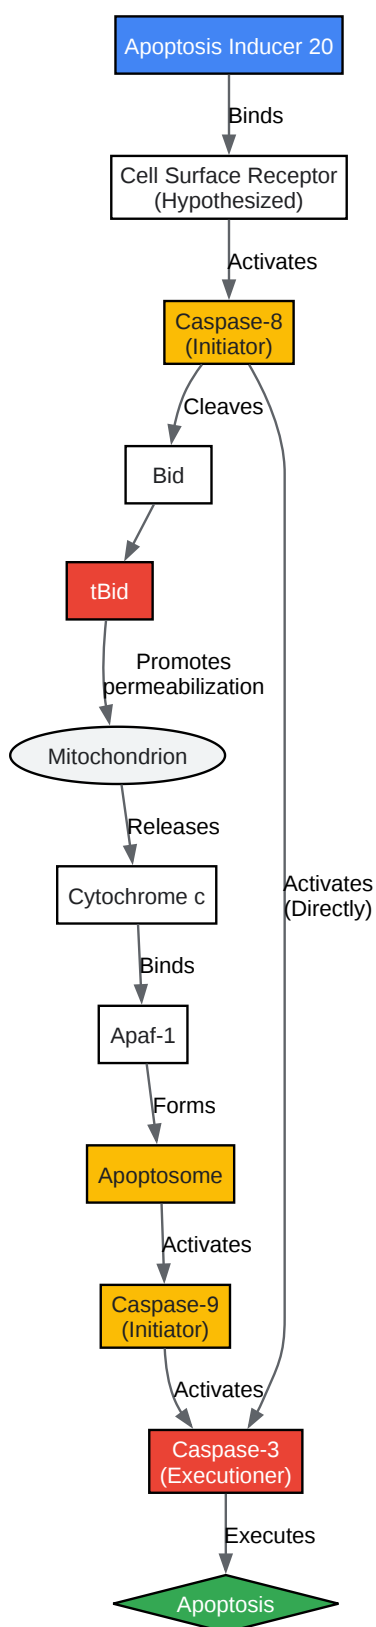 Apoptosis Inducer 20
Binds
Cell Surface Receptor
(Hypothesized)
Activates
Caspase-8
(Initiator)
Cleaves
Bid
tBid
Promotes
permeabilization
Mitochondrion
Releases
Activates
(Directly)
Cytochrome c
Binds
Apaf-1
Forms
Apoptosome
Activates
Caspase-9
(Initiator)
Activates
Caspase-3
(Executioner)
Executes
Apoptosis